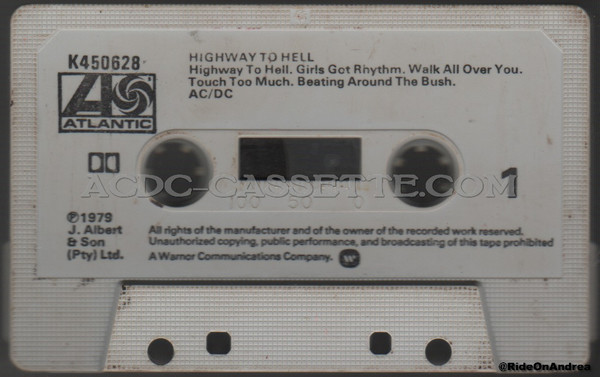 K450628
HIGHWAY TO HELL
Highway To Hell. Girls Got Rhythm. Walk All Over You.
Touch Too Much. Beating Around The Bush.
AC/DC
ATLANTIC
ACDC-CASSETTE.COM
1
100 50 0
℗1979
J. Albert
& Son
(Pty) Ltd.
All rights of the manufacturer and of the owner of the recorded work reserved.
Unauthorized copying, public performance, and broadcasting of this tape prohibited
A Warner Communications Company.
©RideOnAndrea